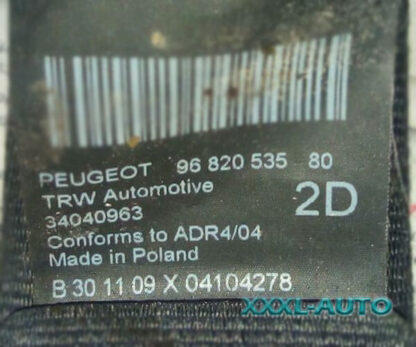 PEUGEOT 96 820 535 80
TRW Automotive
34040963
2D
Conforms to ADR4/04
Made in Poland
B 30 11 09 X 04104278
XXXL-AUTO